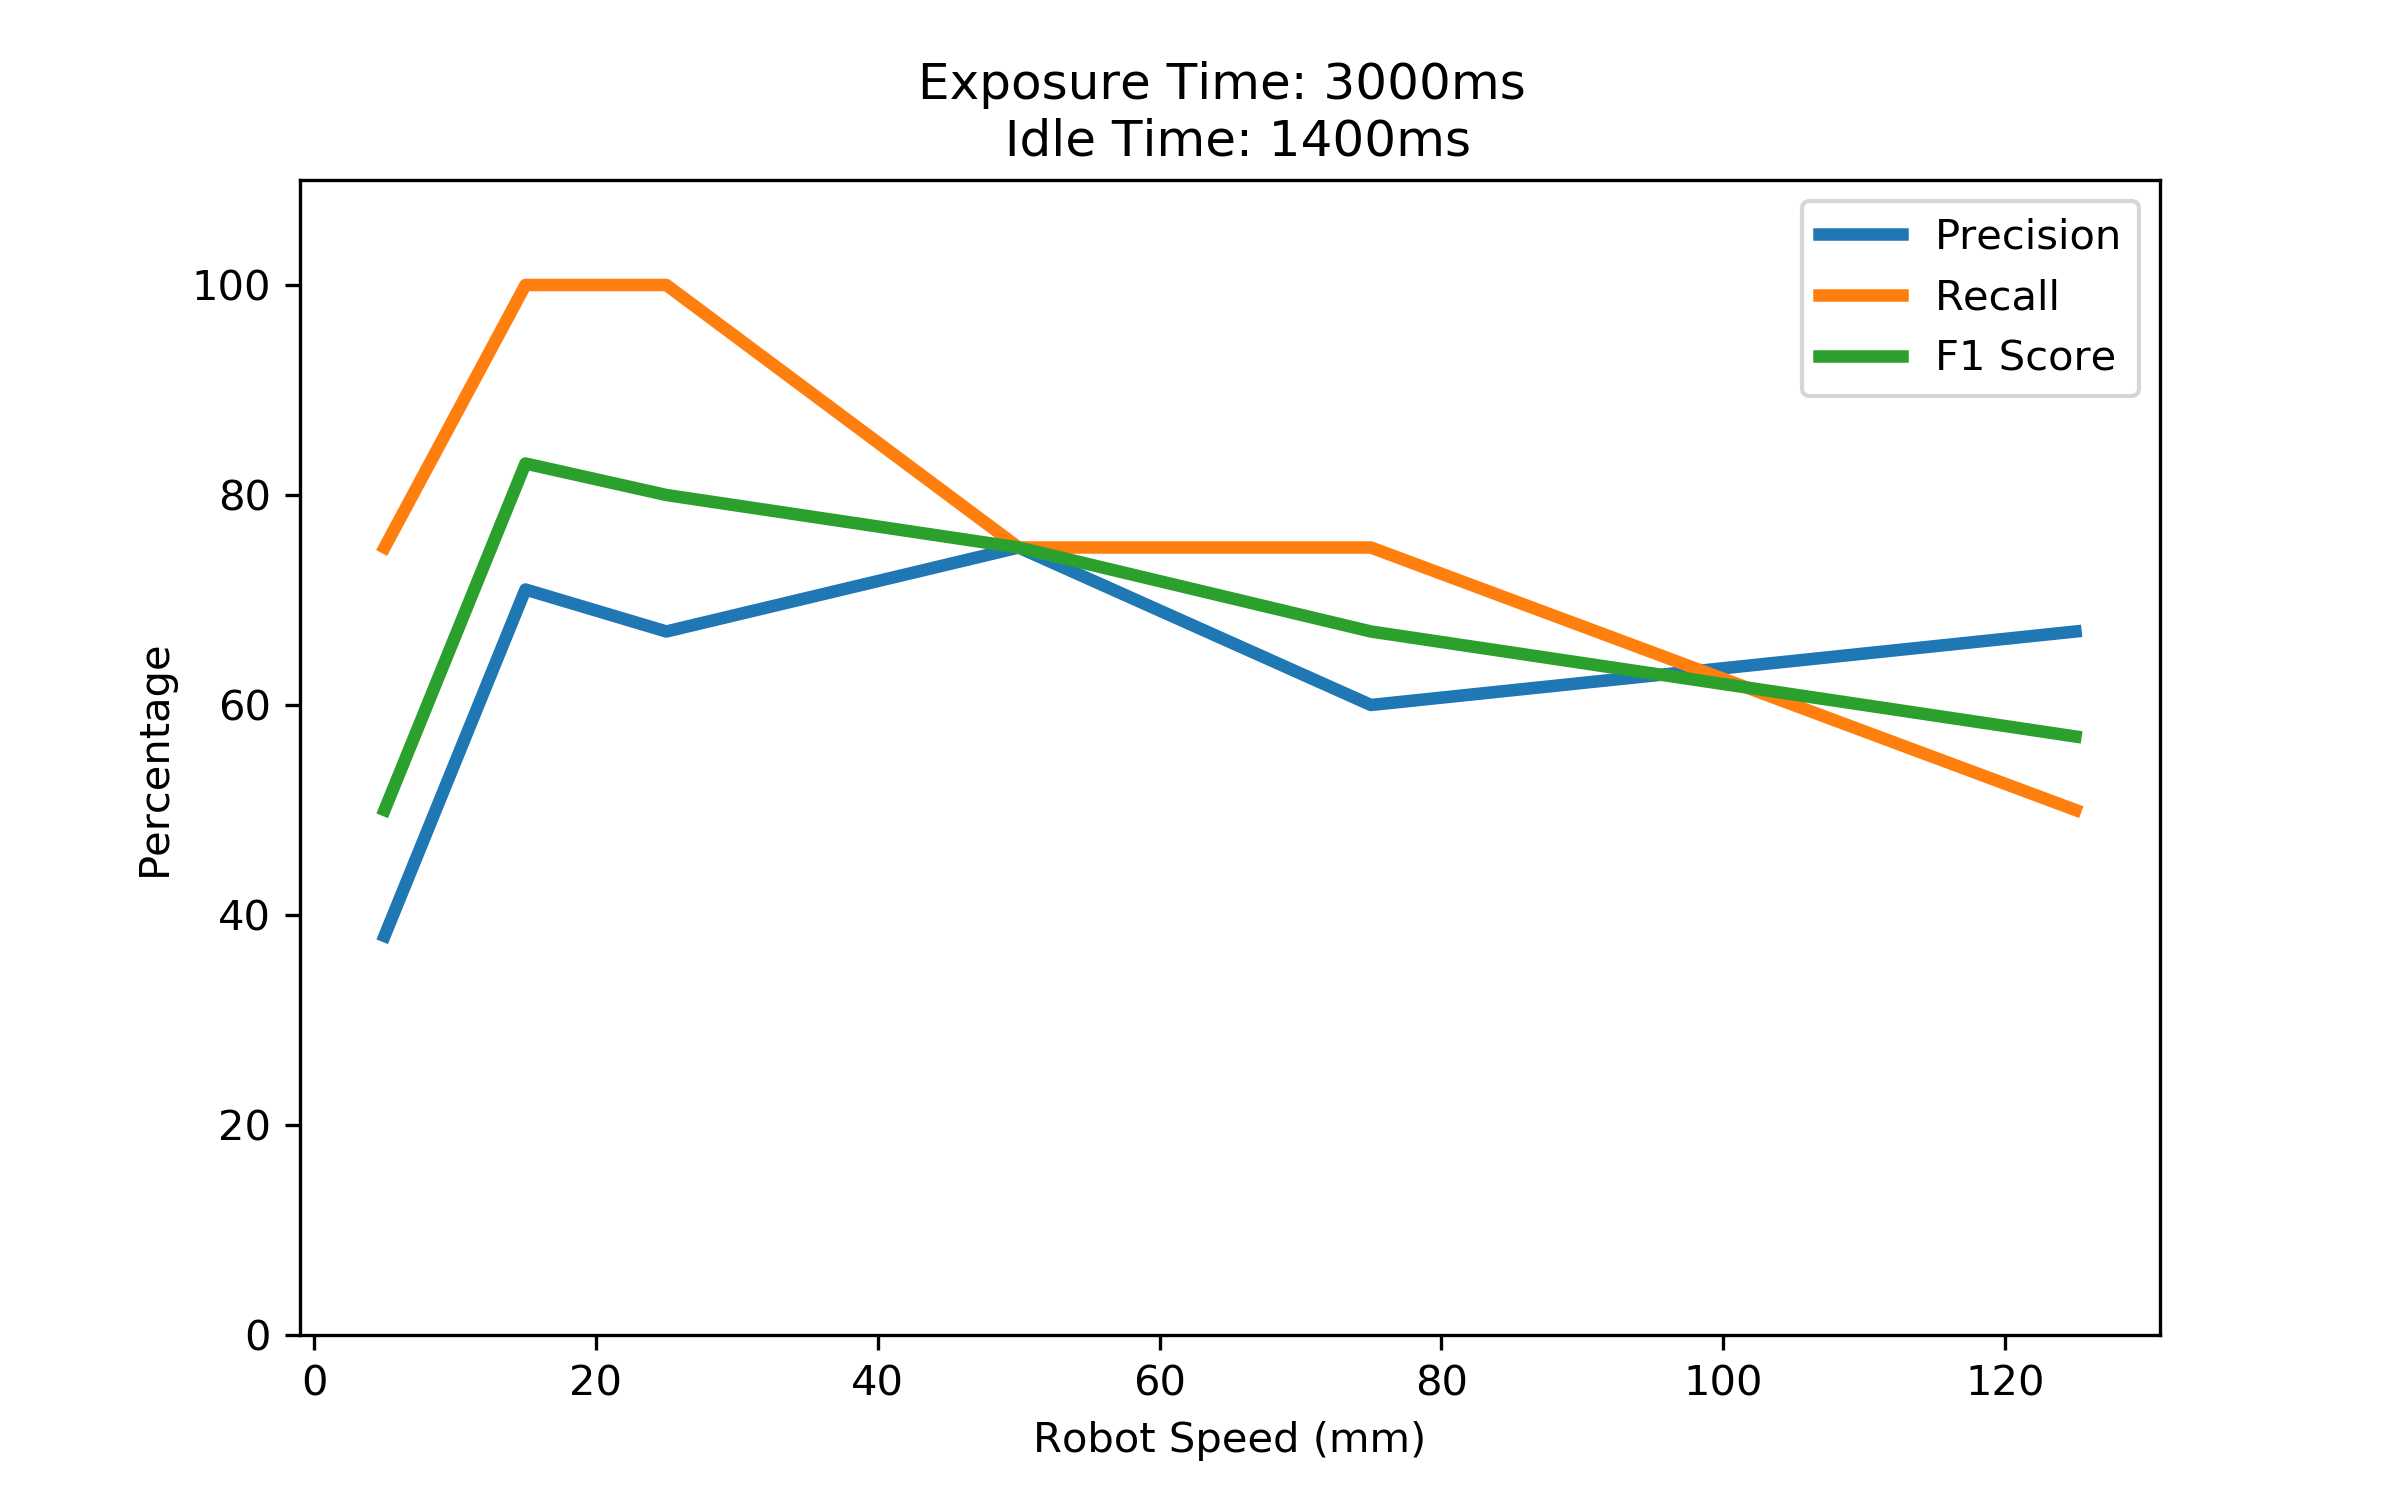 Exposure Time: 3000ms
Idle Time: 1400ms
Precision
Recall
F1 Score
Percentage
100
80
60
40
20
0
0 20 40 60 80 100 120
Robot Speed (mm)